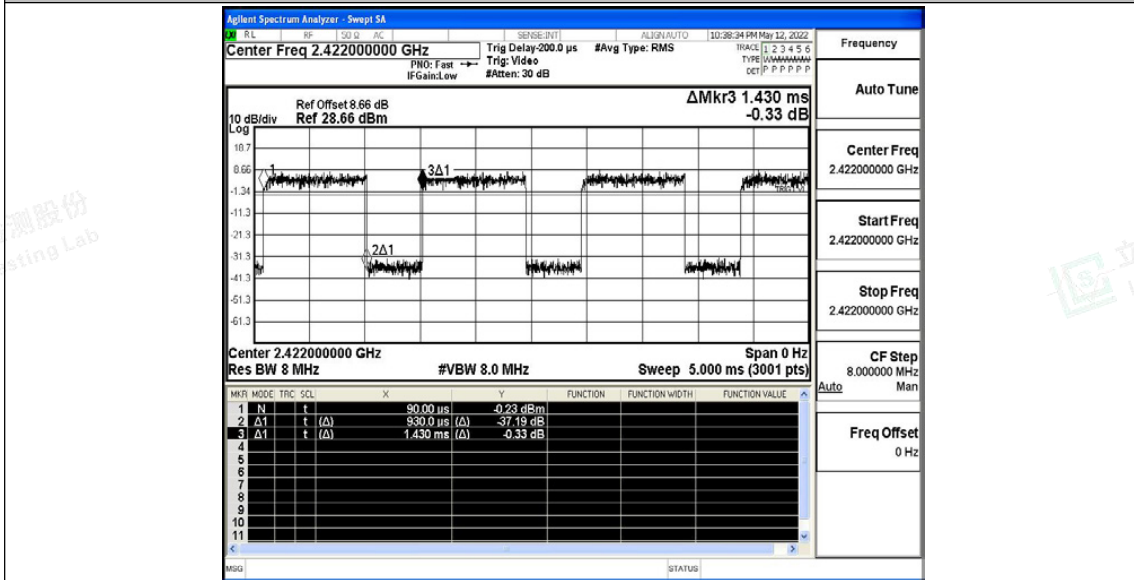 Agilent Spectrum Analyzer - Swept SA
RL RF 50 Ω AC SENSE:INT ALIGNAUTO 10:38:34 PM May 12, 2022
Center Freq 2.422000000 GHz
PNO: Fast
IFGain:Low
Trig Delay-200.0 µs
Trig: Video
#Atten: 30 dB
#Avg Type: RMS
TRACE 1 2 3 4 5 6
TYPE
DET P P P P P P
Frequency
Auto Tune
Center Freq
2.422000000 GHz
Start Freq
2.422000000 GHz
Stop Freq
2.422000000 GHz
CF Step
8.000000 MHz
Auto Man
Freq Offset
0 Hz
ΔMkr3 1.430 ms
-0.33 dB
Ref Offset 8.66 dB
10 dB/div Ref 28.66 dBm
Log
18.7
8.66
-1.34
-11.3
-21.3
-31.3
-41.3
-51.3
-61.3
1
3Δ1
2Δ1
Center 2.422000000 GHz Span 0 Hz
Res BW 8 MHz #VBW 8.0 MHz Sweep 5.000 ms (3001 pts)
MKR MODE TRC SCL X Y FUNCTION FUNCTION WIDTH FUNCTION VALUE
1 N t 90.00 µs -0.23 dBm
2 Δ1 t (Δ) 930.0 µs (Δ) -37.19 dB
3 Δ1 t (Δ) 1.430 ms (Δ) -0.33 dB
4
5
6
7
8
9
10
11
MSG STATUS
测股份
sting Lab